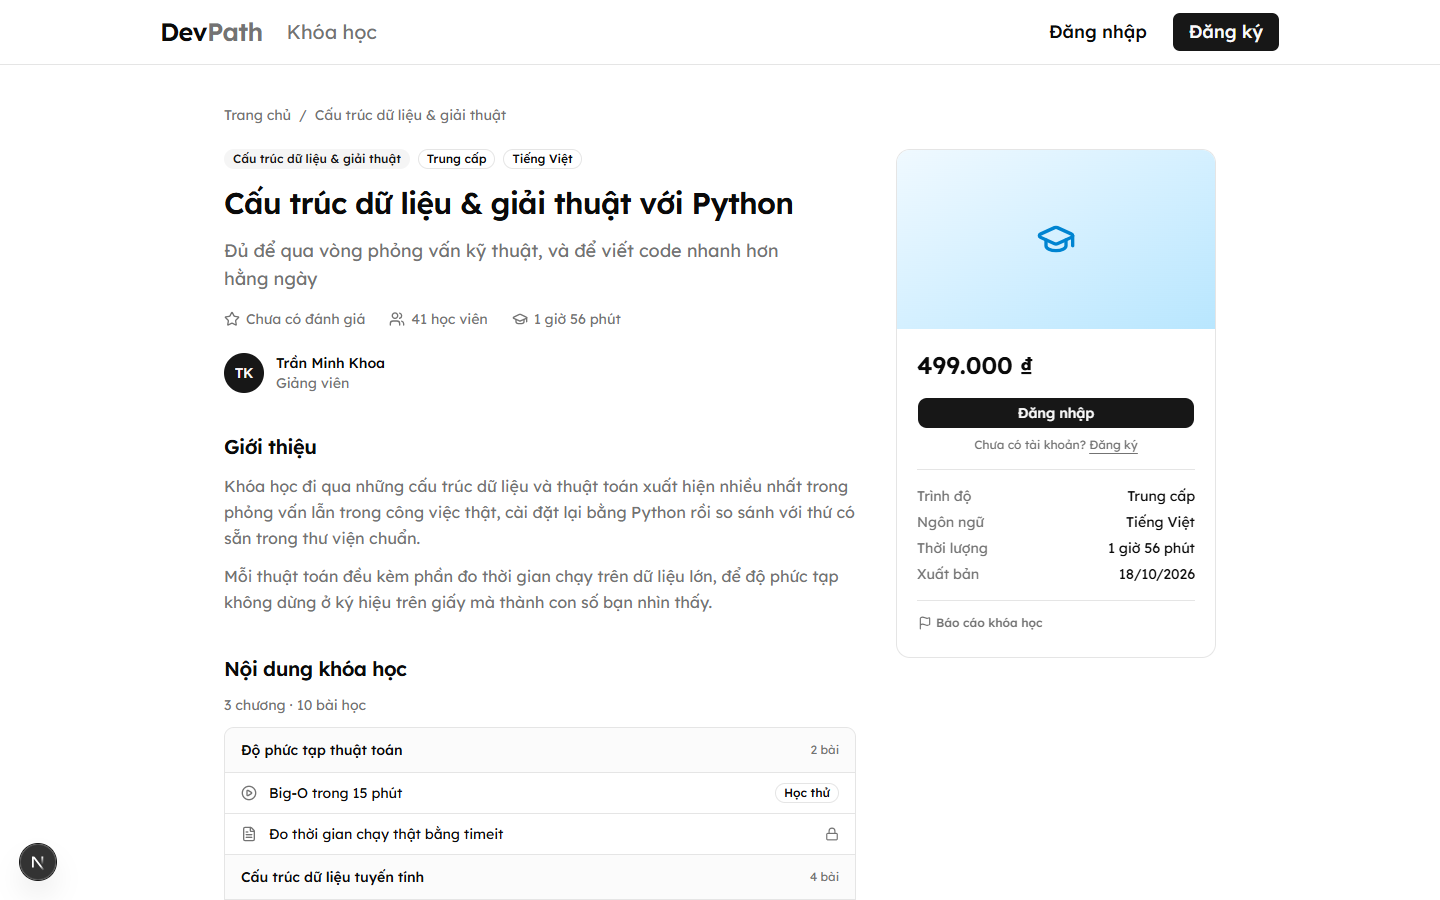 DevPath
Khóa học
Đăng nhập
Đăng ký
Trang chủ / Cấu trúc dữ liệu & giải thuật
Cấu trúc dữ liệu & giải thuật
Trung cấp
Tiếng Việt
Cấu trúc dữ liệu & giải thuật với Python
Đủ để qua vòng phỏng vấn kỹ thuật, và để viết code nhanh hơn
hằng ngày
Chưa có đánh giá
41 học viên
1 giờ 56 phút
TK
Trần Minh Khoa
Giảng viên
Giới thiệu
Khóa học đi qua những cấu trúc dữ liệu và thuật toán xuất hiện nhiều nhất trong
phỏng vấn lẫn trong công việc thật, cài đặt lại bằng Python rồi so sánh với thứ có
sẵn trong thư viện chuẩn.
Mỗi thuật toán đều kèm phần đo thời gian chạy trên dữ liệu lớn, để độ phức tạp
không dừng ở ký hiệu trên giấy mà thành con số bạn nhìn thấy.
Nội dung khóa học
3 chương · 10 bài học
Độ phức tạp thuật toán
2 bài
Big-O trong 15 phút
Học thử
Đo thời gian chạy thật bằng timeit
Cấu trúc dữ liệu tuyến tính
4 bài
499.000 ₫
Đăng nhập
Chưa có tài khoản? Đăng ký
Trình độ
Trung cấp
Ngôn ngữ
Tiếng Việt
Thời lượng
1 giờ 56 phút
Xuất bản
18/10/2026
Báo cáo khóa học
N